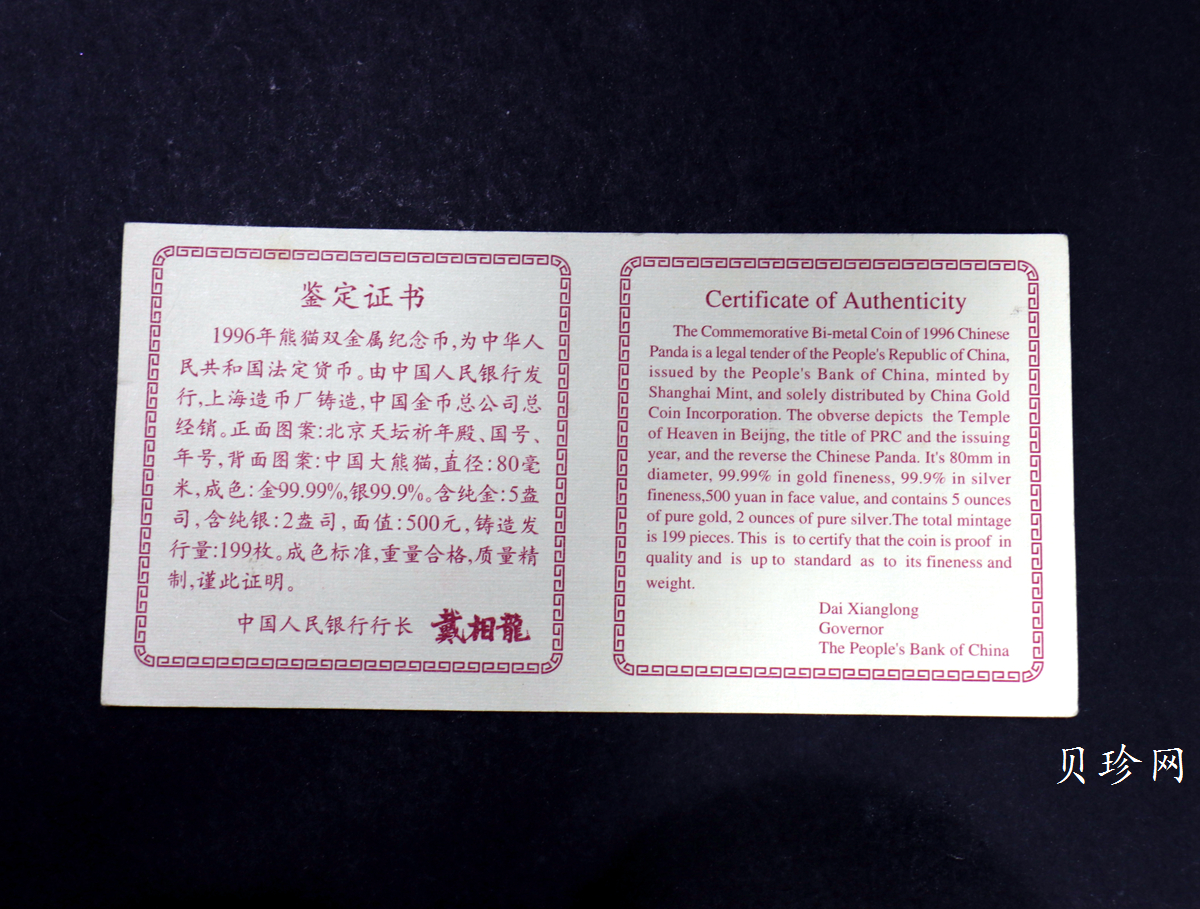 鉴定证书
1996年熊猫双金属纪念币,为中华人
民共和国法定货币。由中国人民银行发
行,上海造币厂铸造,中国金币总公司总
经销。正面图案:北京天坛祈年殿、国号、
年号,背面图案:中国大熊猫,直径:80毫
米,成色:金99.99%,银99.9%。含纯金:5盎
司,含纯银:2盎司,面值:500元,铸造发
行量:199枚。成色标准,重量合格,质量精
制,谨此证明。
中国人民银行行长 戴相龍
Certificate of Authenticity
The Commemorative Bi-metal Coin of 1996 Chinese
Panda is a legal tender of the People's Republic of China,
issued by the People's Bank of China, minted by
Shanghai Mint, and solely distributed by China Gold
Coin Incorporation. The obverse depicts the Temple
of Heaven in Beijng, the title of PRC and the issuing
year, and the reverse the Chinese Panda. It's 80mm in
diameter, 99.99% in gold fineness, 99.9% in silver
fineness,500 yuan in face value, and contains 5 ounces
of pure gold, 2 ounces of pure silver.The total mintage
is 199 pieces. This is to certify that the coin is proof in
quality and is up to standard as to its fineness and
weight.
Dai Xianglong
Governor
The People's Bank of China
贝珍网